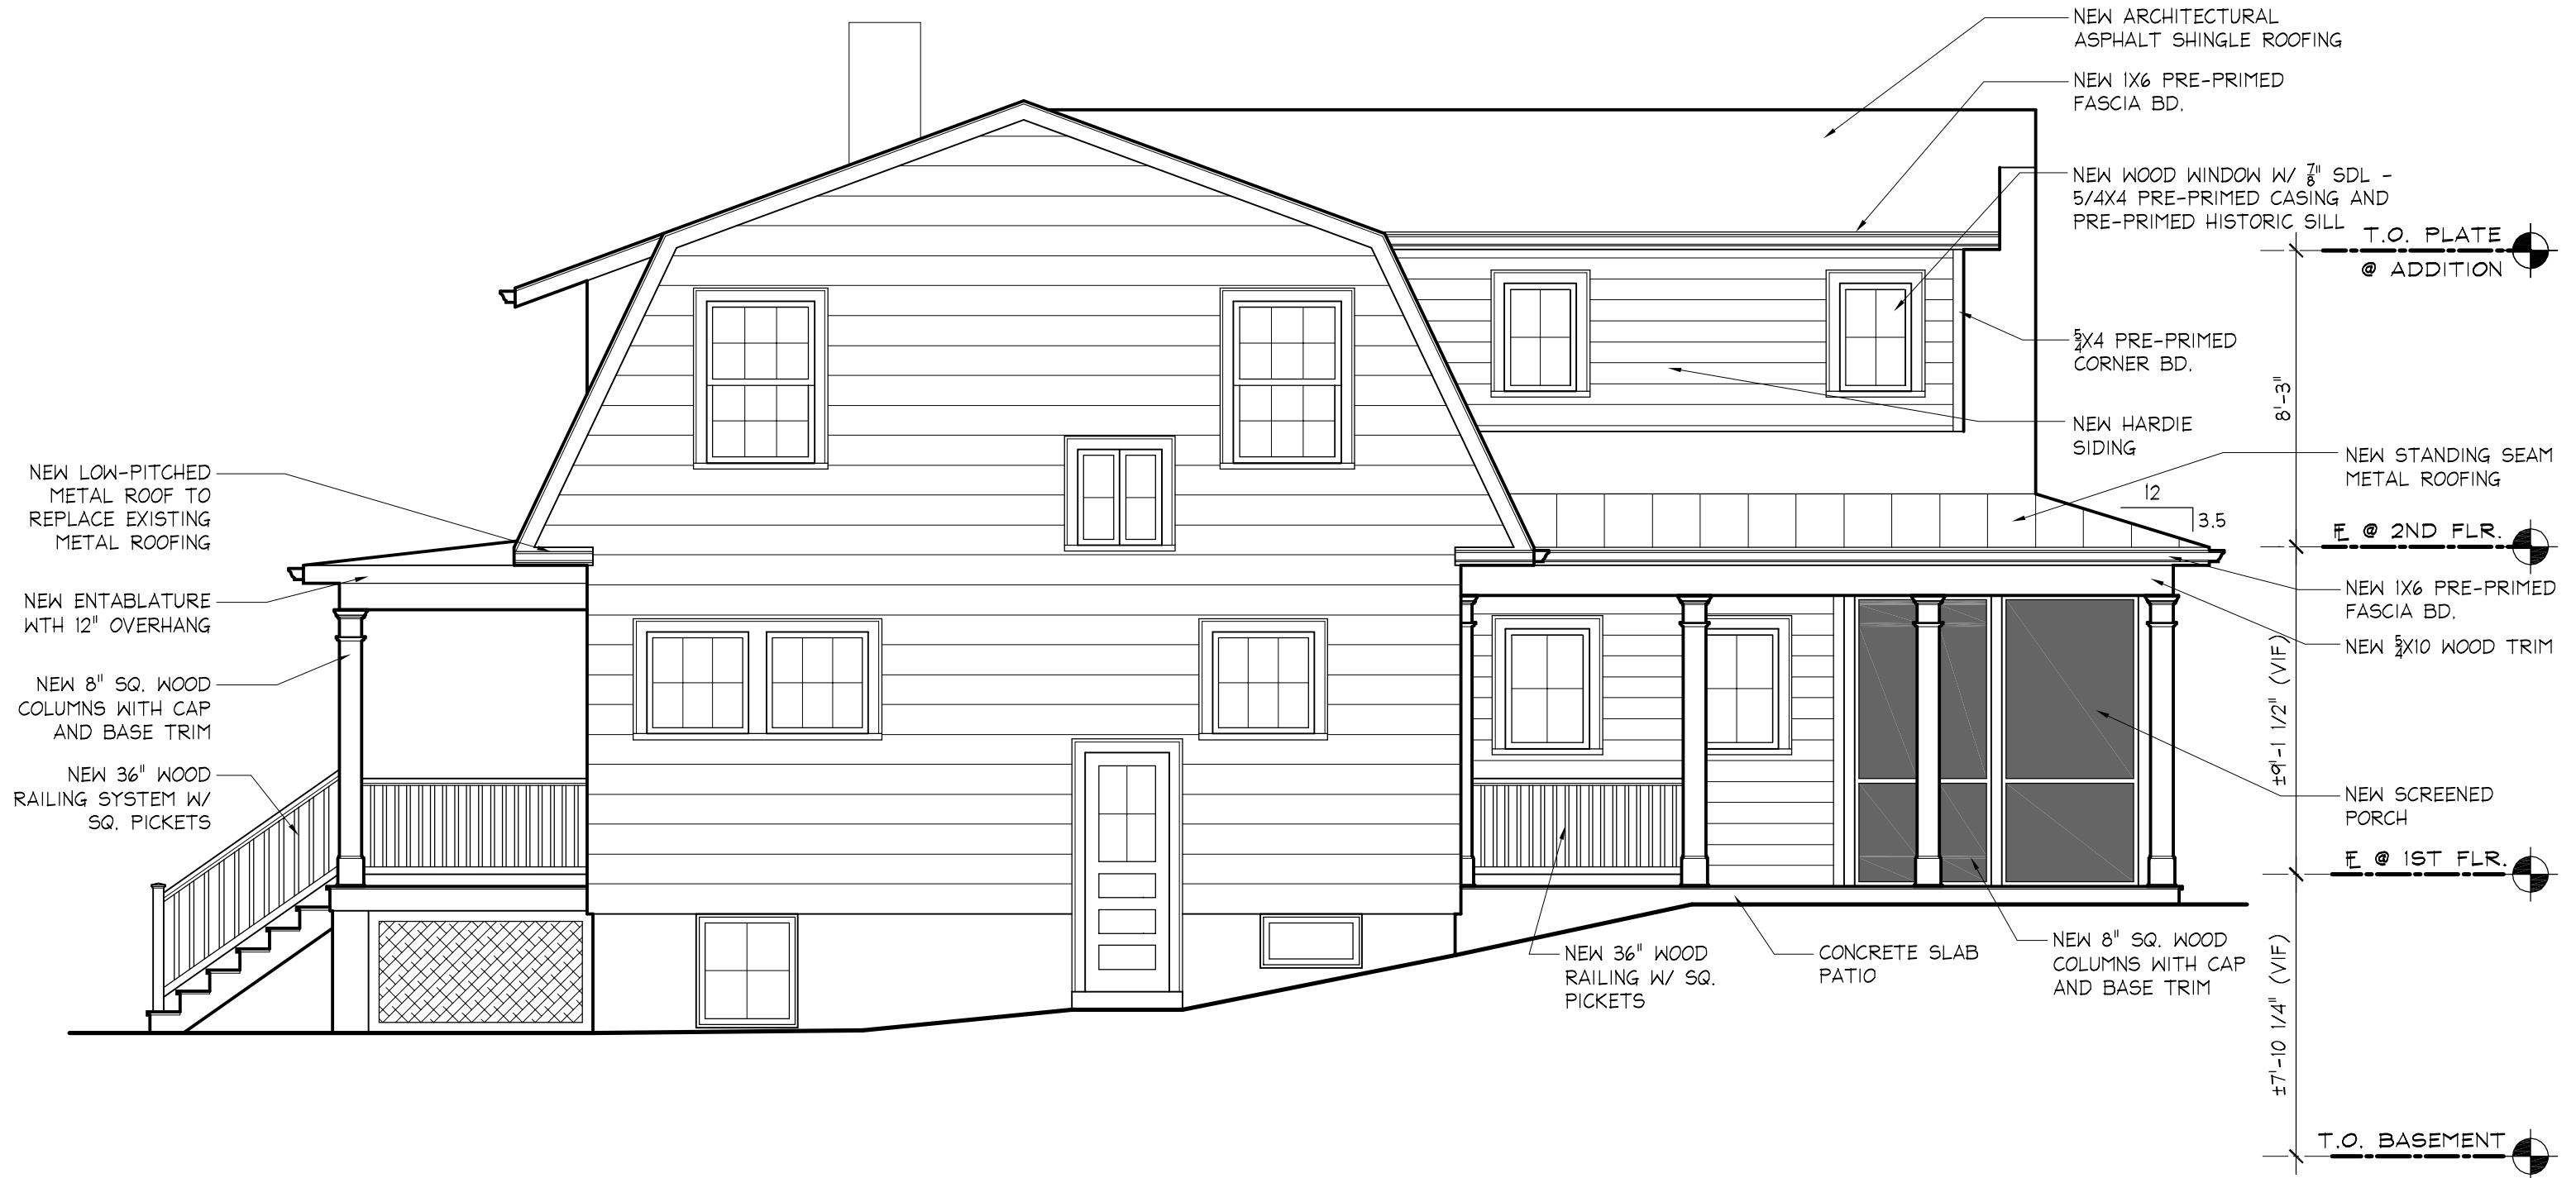 NEW ARCHITECTURAL
ASPHALT SHINGLE ROOFING
NEW 1X6 PRE-PRIMED
FASCIA BD.
NEW WOOD WINDOW W/ 7/8" SDL -
5/4X4 PRE-PRIMED CASING AND
PRE-PRIMED HISTORIC SILL
T.O. PLATE
@ ADDITION
5/4X4 PRE-PRIMED
CORNER BD.
8'-3"
NEW HARDIE
SIDING
NEW STANDING SEAM
METAL ROOFING
12
3.5
F @ 2ND FLR.
NEW 1X6 PRE-PRIMED
FASCIA BD.
NEW 5/4X10 WOOD TRIM
±9'-1 1/2" (VIF)
NEW SCREENED
PORCH
F @ 1ST FLR.
NEW LOW-PITCHED
METAL ROOF TO
REPLACE EXISTING
METAL ROOFING
NEW ENTABLATURE
WTH 12" OVERHANG
NEW 8" SQ. WOOD
COLUMNS WITH CAP
AND BASE TRIM
NEW 36" WOOD
RAILING SYSTEM W/
SQ. PICKETS
NEW 36" WOOD
RAILING W/ SQ.
PICKETS
CONCRETE SLAB
PATIO
NEW 8" SQ. WOOD
COLUMNS WITH CAP
AND BASE TRIM
±7'-10 1/4" (VIF)
T.O. BASEMENT